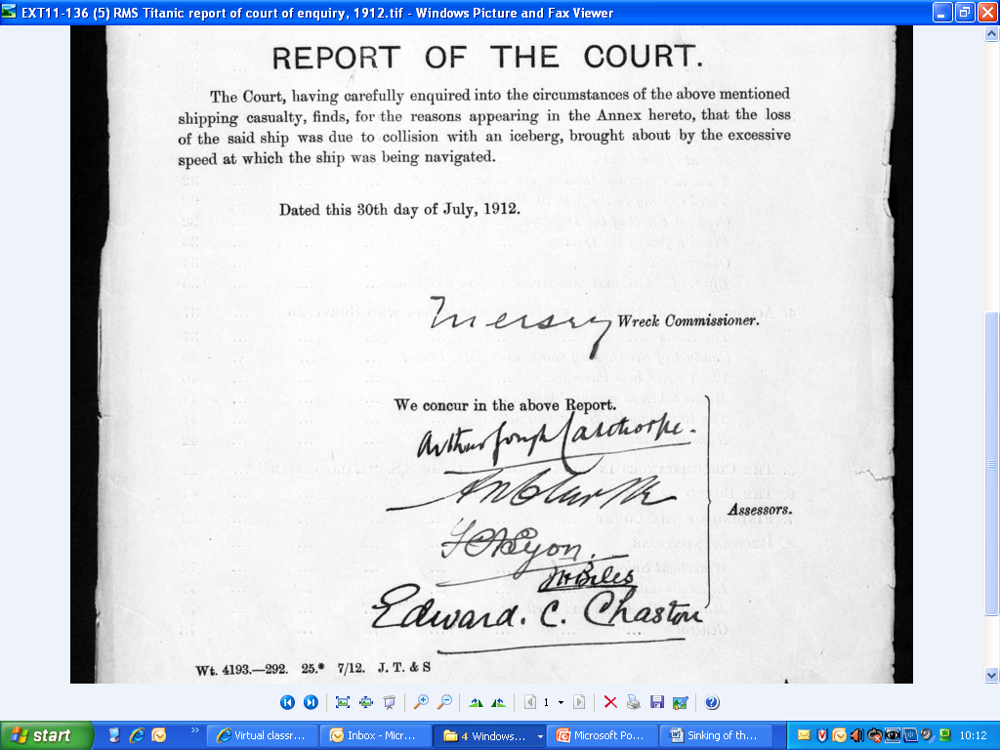 EXT11-136 (5) RMS Titanic report of court of enquiry, 1912.tif - Windows Picture and Fax Viewer
REPORT OF THE COURT.
The Court, having carefully enquired into the circumstances of the above mentioned
shipping casualty, finds, for the reasons appearing in the Annex hereto, that the loss
of the said ship was due to collision with an iceberg, brought about by the excessive
speed at which the ship was being navigated.
Dated this 30th day of July, 1912.
Mersey Wreck Commissioner.
We concur in the above Report.
Arthur Gough Calthorpe.
A W Clarke
F C A Lyon.
Assessors.
J H Biles
Edward. C. Chaston
Wt. 4193.—292. 25.* 7/12. J. T. & S
1
start
Virtual classr...
Inbox - Micr...
4 Windows...
Microsoft Po...
Sinking of th...
10:12